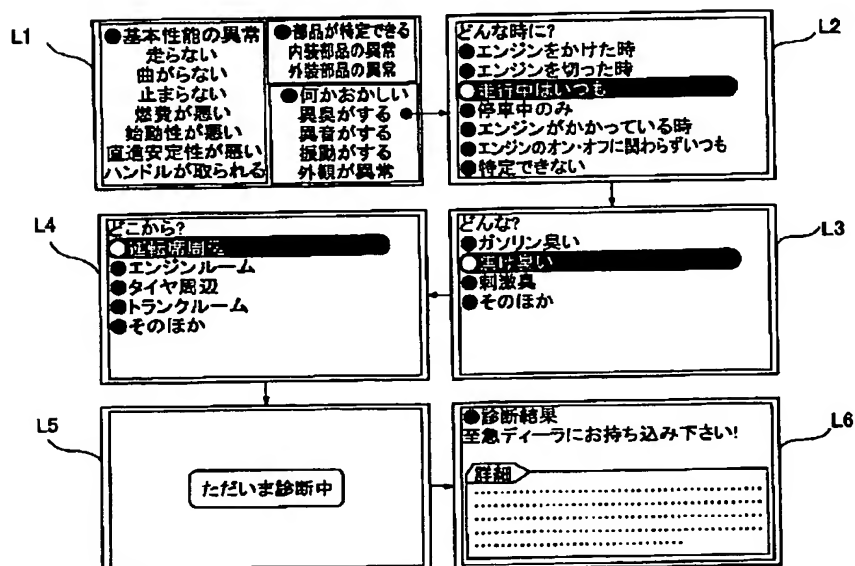 L1
●基本性能の異常
走らない
曲がらない
止まらない
燃費が悪い
始動性が悪い
直進安定性が悪い
ハンドルが取られる
●部品が特定できる
内装部品の異常
外装部品の異常
●何かおかしい
異臭がする
異音がする
振動がする
外観が異常
L2
どんな時に?
●エンジンをかけた時
●エンジンを切った時
走行中はいつも
●停車中のみ
●エンジンがかかっている時
●エンジンのオン・オフに関わらずいつも
●特定できない
L3
どんな?
●ガソリン臭い
焦げ臭い
●刺激臭
●そのほか
L4
どこから?
運転席周辺
●エンジンルーム
●タイヤ周辺
●トランクルーム
●そのほか
L5
ただいま診断中
L6
●診断結果
至急ディーラにお持ち込み下さい!
詳細